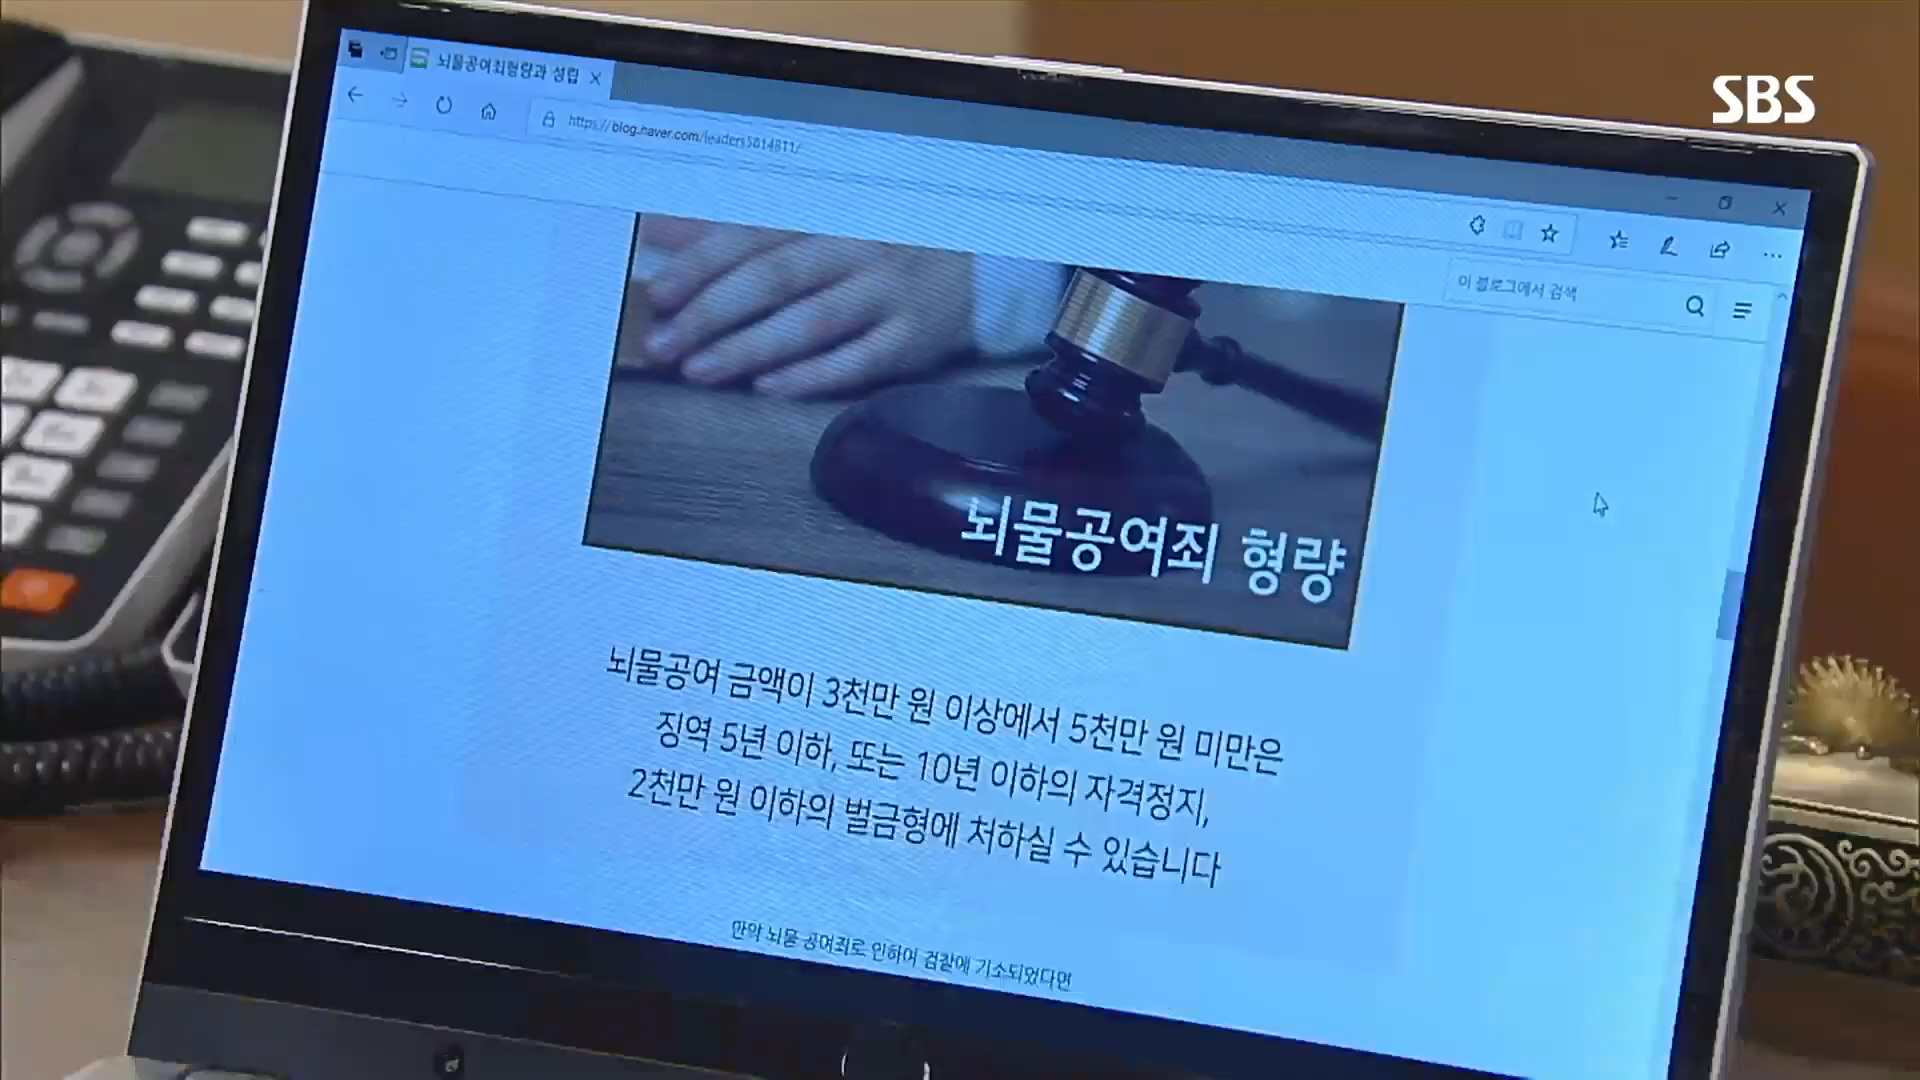 SBS
뇌물공여죄형량과 성립
https://blog.naver.com/leaders5014811/
이 블로그에서 검색
뇌물공여죄 형량
뇌물공여 금액이 3천만 원 이상에서 5천만 원 미만은
징역 5년 이하, 또는 10년 이하의 자격정지,
2천만 원 이하의 벌금형에 처하실 수 있습니다
만약 뇌물 공여죄로 인하여 검찰에 기소되었다면